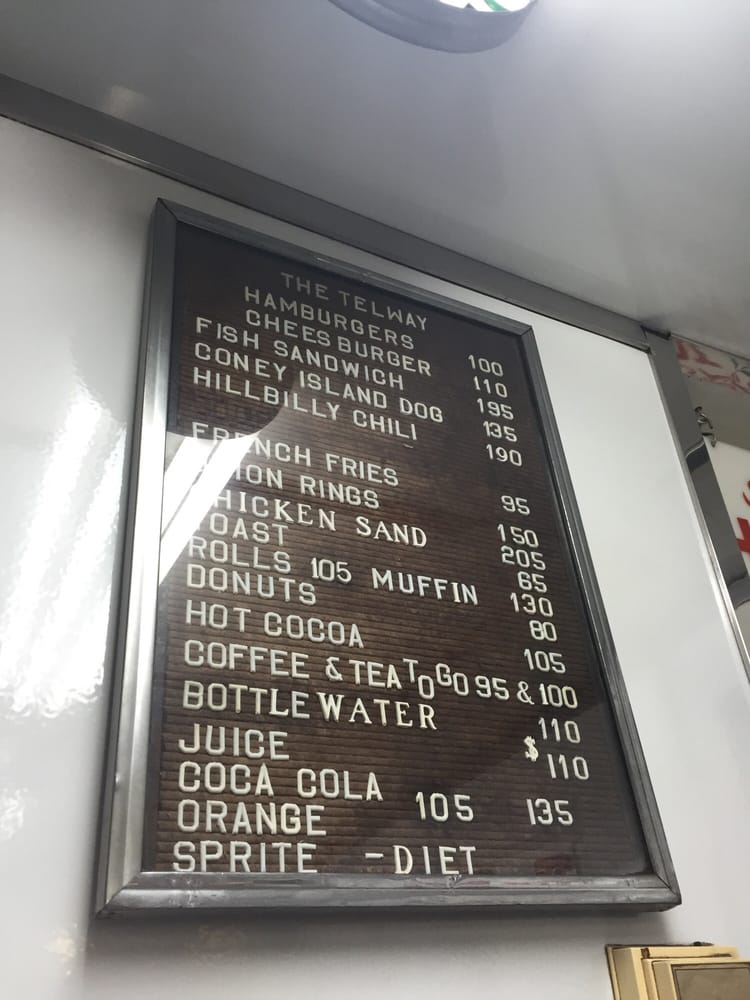 THE TELWAY
HAMBURGERS 100
CHEESBURGER 110
FISH SANDWICH 195
CONEY ISLAND DOG 135
HILLBILLY CHILI 190
FRENCH FRIES 95
ONION RINGS 150
CHICKEN SAND 205
TOAST 65
ROLLS 105 MUFFIN 130
DONUTS 80
HOT COCOA 105
COFFEE & TEA TO GO 95 & 100
BOTTLE WATER 110
JUICE $ 110
COCA COLA 105 135
ORANGE
SPRITE - DIET